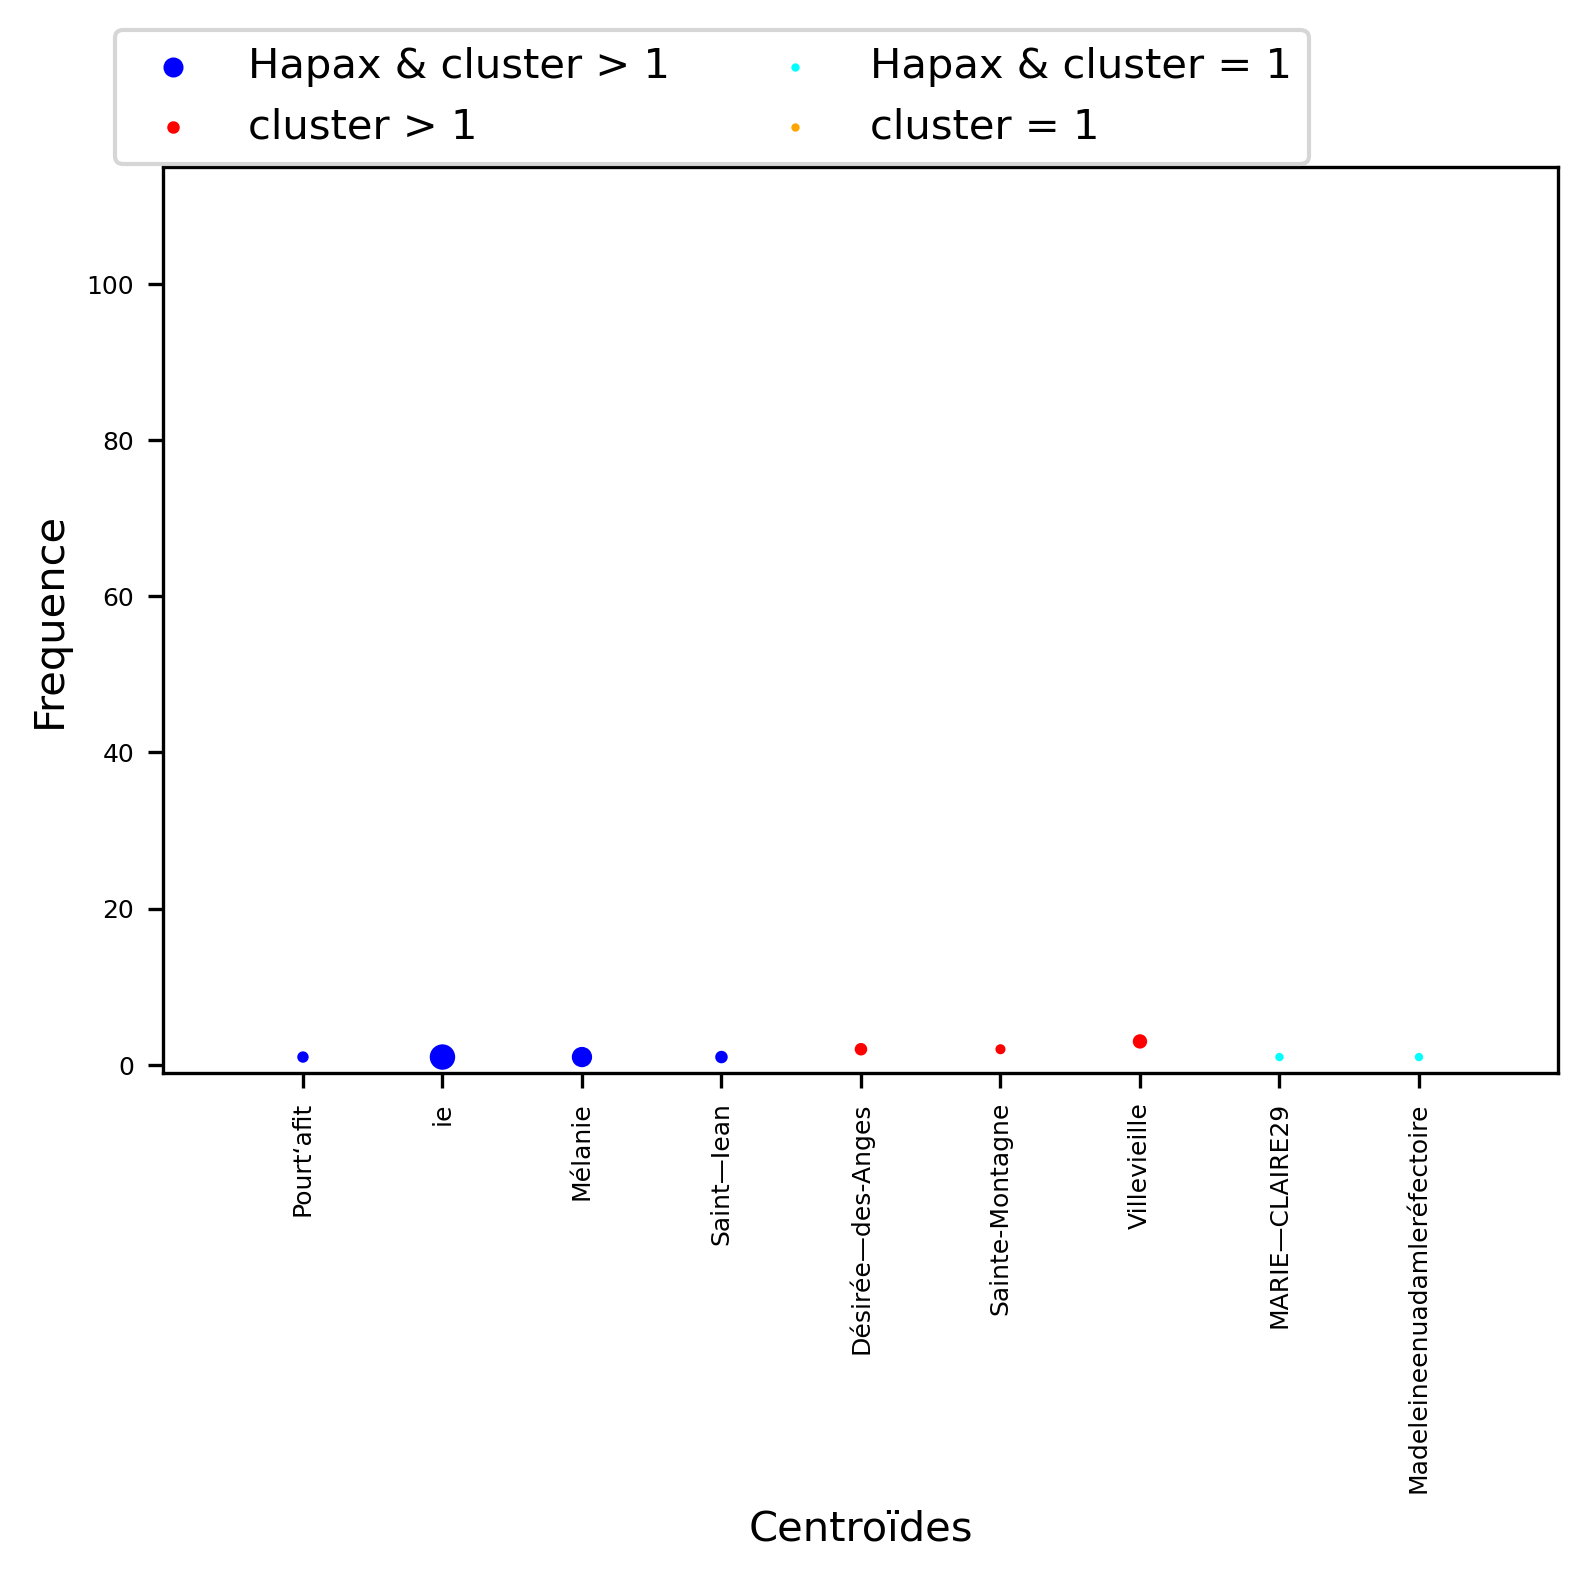 Hapax & cluster > 1
cluster > 1
Hapax & cluster = 1
cluster = 1
Frequence
100
80
60
40
20
0
Pourt‘afit
ie
Mélanie
Saint—Iean
Désirée—des-Anges
Sainte-Montagne
Villevieille
MARIE—CLAIRE29
Madeleineenuadamleréfectoire
Centroïdes